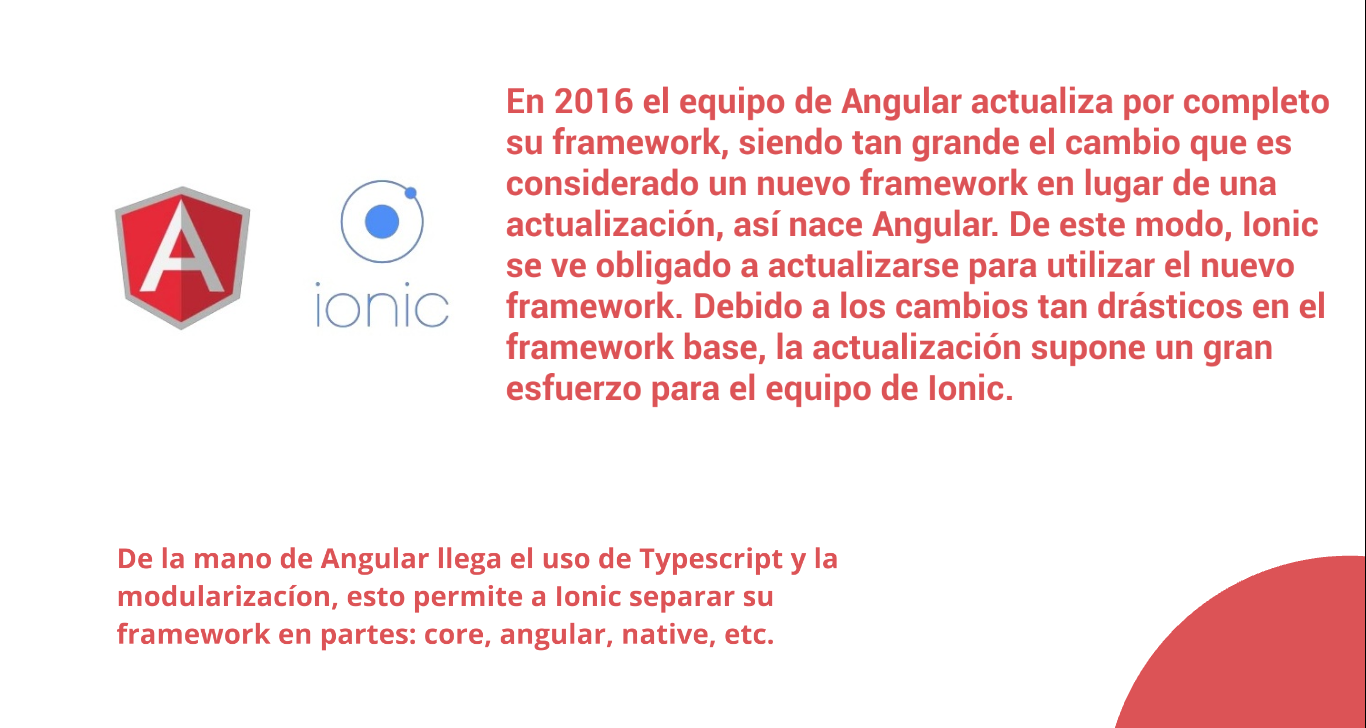 En 2016 el equipo de Angular actualiza por completo
su framework, siendo tan grande el cambio que es
considerado un nuevo framework en lugar de una
actualización, así nace Angular. De este modo, Ionic
se ve obligado a actualizarse para utilizar el nuevo
framework. Debido a los cambios tan drásticos en el
framework base, la actualización supone un gran
esfuerzo para el equipo de Ionic.
A
ionic
De la mano de Angular llega el uso de Typescript y la
modularizacíon, esto permite a Ionic separar su
framework en partes: core, angular, native, etc.